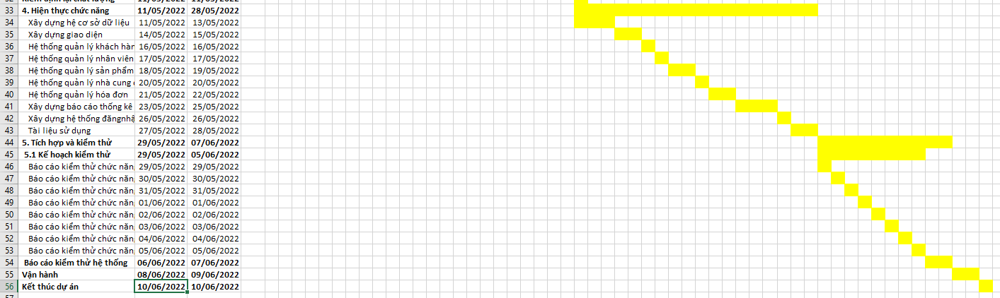 33 4. Hiện thực chức năng 11/05/2022 28/05/2022
34 Xây dựng hệ cơ sở dữ liệu 11/05/2022 13/05/2022
35 Xây dựng giao diện 14/05/2022 15/05/2022
36 Hệ thống quản lý khách hàn 16/05/2022 16/05/2022
37 Hệ thống quản lý nhân viên 17/05/2022 17/05/2022
38 Hệ thống quản lý sản phẩm 18/05/2022 19/05/2022
39 Hệ thống quản lý nhà cung 20/05/2022 20/05/2022
40 Hệ thống quản lý hóa đơn 21/05/2022 22/05/2022
41 Xây dựng báo cáo thống kê 23/05/2022 25/05/2022
42 Xây dựng hệ thống đăngnhậ 26/05/2022 26/05/2022
43 Tài liệu sử dụng 27/05/2022 28/05/2022
44 5. Tích hợp và kiểm thử 29/05/2022 07/06/2022
45 5.1 Kế hoạch kiểm thử 29/05/2022 05/06/2022
46 Báo cáo kiểm thử chức năn 29/05/2022 29/05/2022
47 Báo cáo kiểm thử chức năn 30/05/2022 30/05/2022
48 Báo cáo kiểm thử chức năn 31/05/2022 31/05/2022
49 Báo cáo kiểm thử chức năn 01/06/2022 01/06/2022
50 Báo cáo kiểm thử chức năn 02/06/2022 02/06/2022
51 Báo cáo kiểm thử chức năn 03/06/2022 03/06/2022
52 Báo cáo kiểm thử chức năn 04/06/2022 04/06/2022
53 Báo cáo kiểm thử chức năn 05/06/2022 05/06/2022
54 Báo cáo kiểm thử hệ thống 06/06/2022 07/06/2022
55 Vận hành 08/06/2022 09/06/2022
56 Kết thúc dự án 10/06/2022 10/06/2022